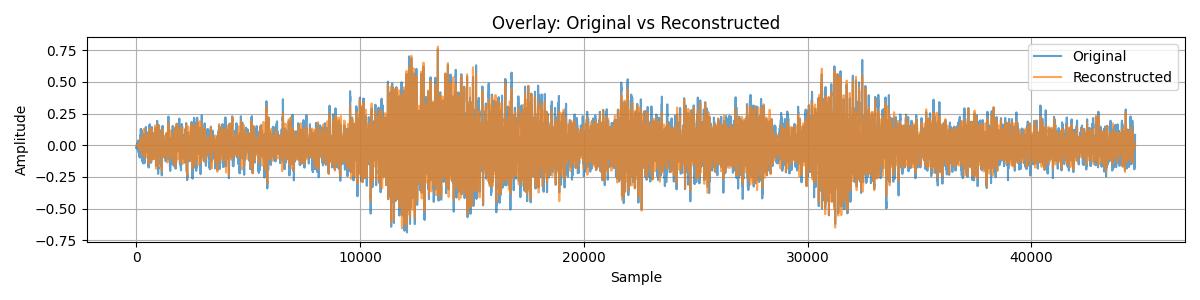 Overlay: Original vs Reconstructed
Original
Reconstructed
Amplitude
0.75
0.50
0.25
0.00
−0.25
−0.50
−0.75
0 10000 20000 30000 40000
Sample